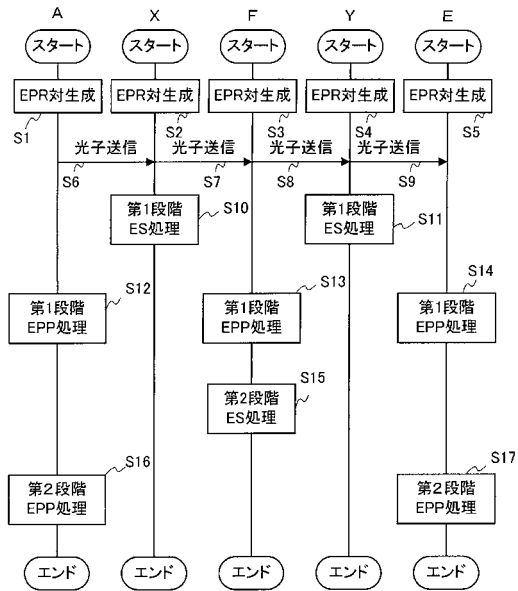 A X F Y E
スタート スタート スタート スタート スタート
EPR対生成 EPR対生成 EPR対生成 EPR対生成 EPR対生成
S1 S2 S3 S4 S5
光子送信 光子送信 光子送信 光子送信
S6 S7 S8 S9
第1段階
ES処理
S10
第1段階
ES処理
S11
第1段階
EPP処理
S12
第1段階
EPP処理
S13
第1段階
EPP処理
S14
第2段階
ES処理
S15
第2段階
EPP処理
S16
第2段階
EPP処理
S17
エンド エンド エンド エンド エンド